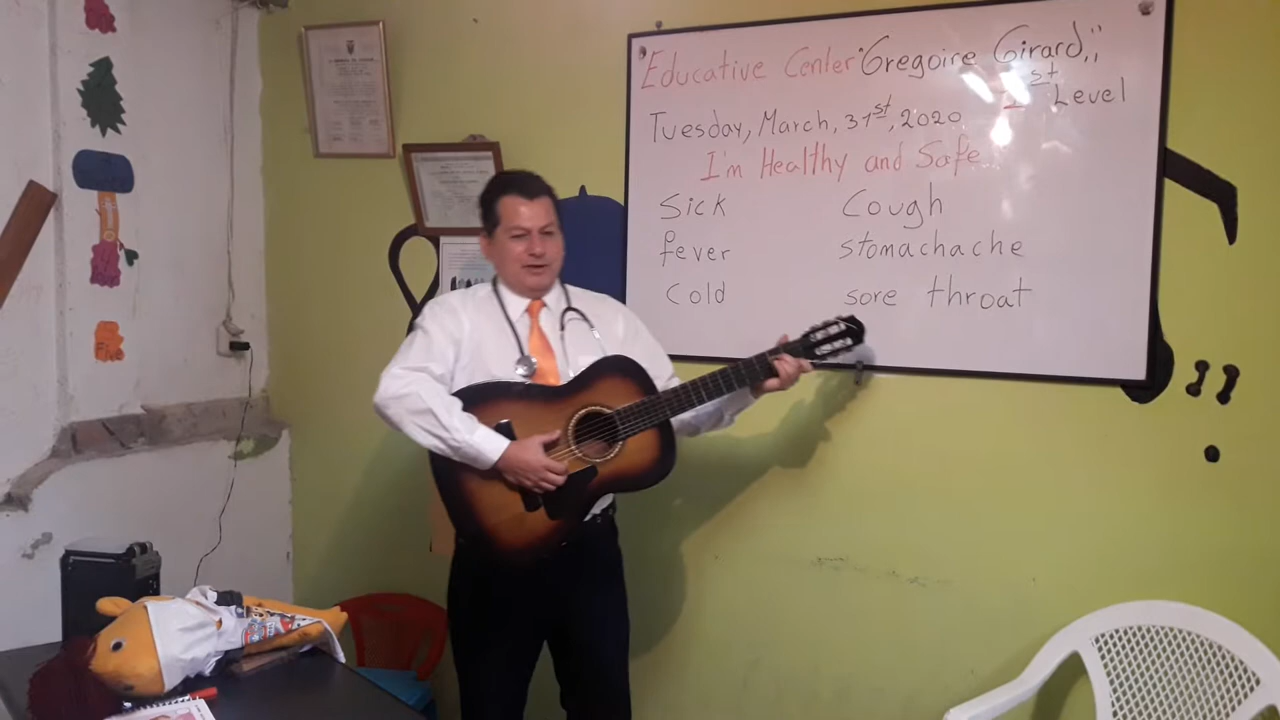 Educative Center "Gregoire Girard,,"
1st Level
Tuesday, March, 31st, 2020
I'm Healthy and Safe
Sick Cough
fever stomachache
Cold sore throat
Five